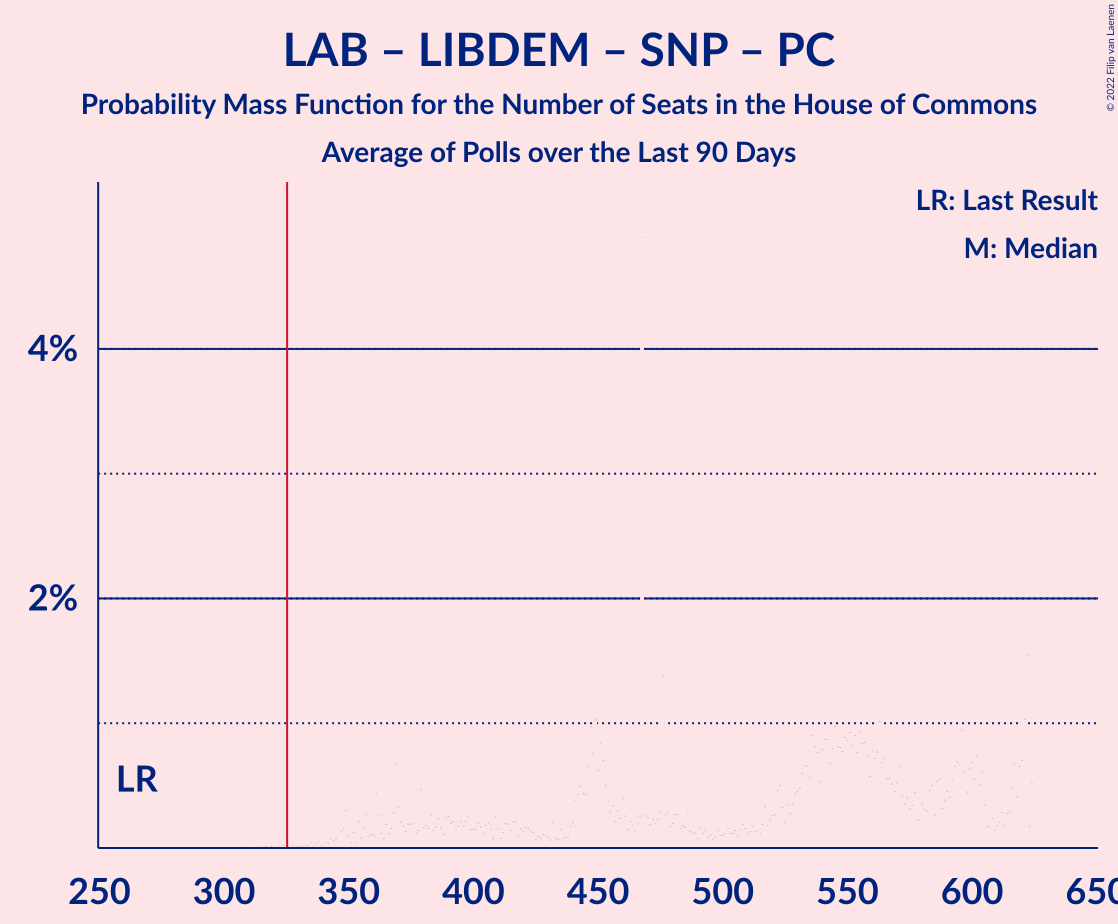 LAB – LIBDEM – SNP – PC
Probability Mass Function for the Number of Seats in the House of Commons
Average of Polls over the Last 90 Days
© 2022 Filip van Laenen
LR: Last Result
M: Median
4%
2%
LR
250 300 350 400 450 500 550 600 650